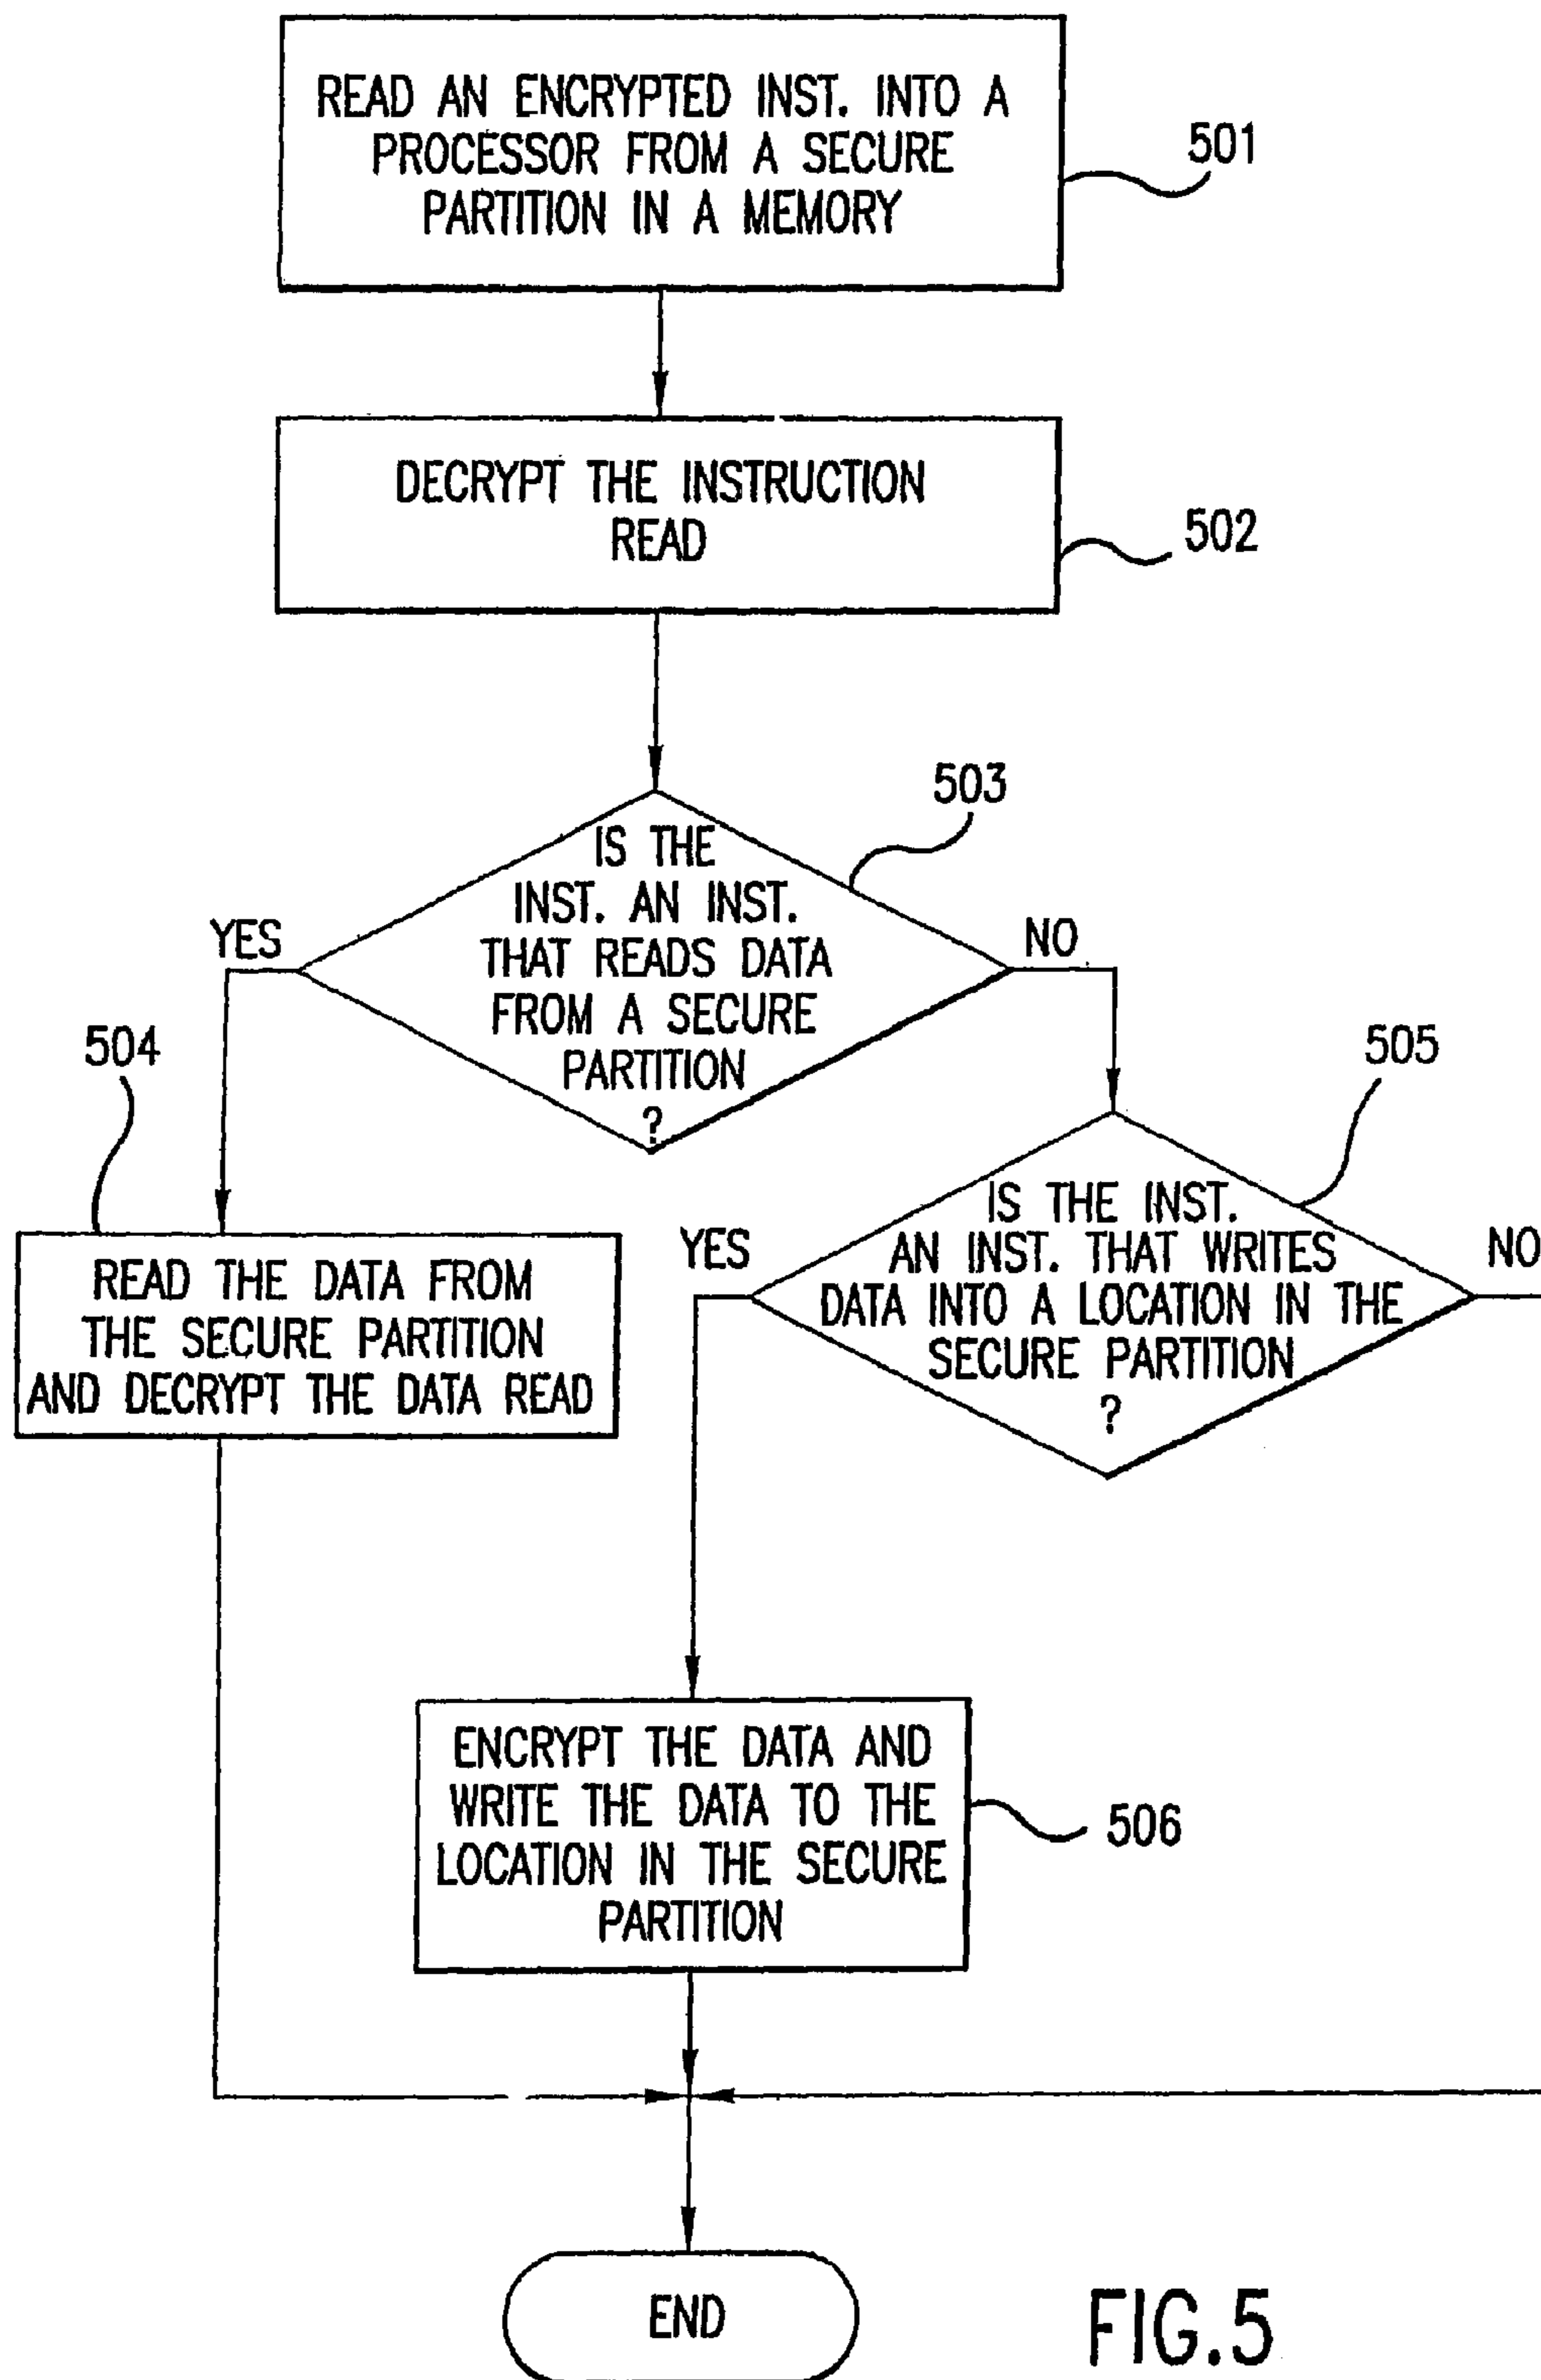 READ AN ENCRYPTED INST. INTO A
PROCESSOR FROM A SECURE
PARTITION IN A MEMORY
501
DECRYPT THE INSTRUCTION
READ
502
503
IS THE
INST. AN INST.
THAT READS DATA
FROM A SECURE
PARTITION
?
YES
NO
504
505
READ THE DATA FROM
THE SECURE PARTITION
AND DECRYPT THE DATA READ
IS THE INST.
AN INST. THAT WRITES
DATA INTO A LOCATION IN THE
SECURE PARTITION
?
YES
NO
ENCRYPT THE DATA AND
WRITE THE DATA TO THE
LOCATION IN THE SECURE
PARTITION
506
END
FIG.5